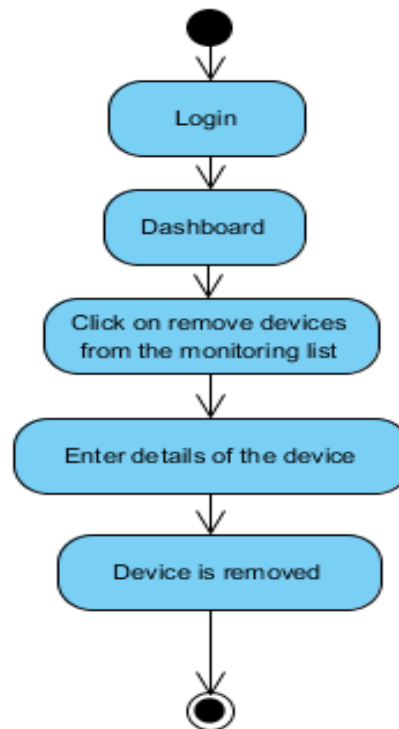 Login
Dashboard
Click on remove devices
from the monitoring list
Enter details of the device
Device is removed